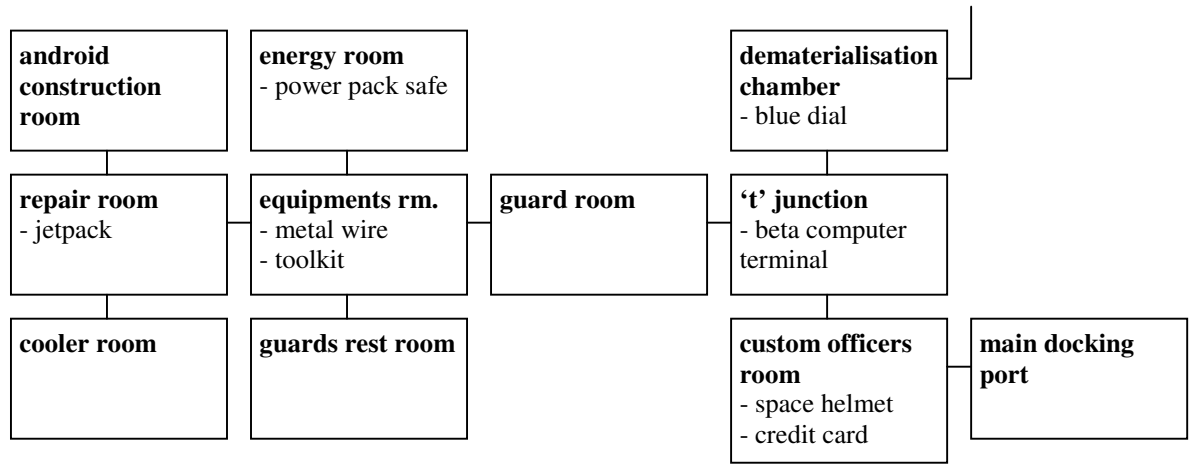 android
construction
room
energy room
- power pack safe
dematerialisation
chamber
- blue dial
repair room
- jetpack
equipments rm.
- metal wire
- toolkit
guard room
‘t’ junction
- beta computer
terminal
cooler room
guards rest room
custom officers
room
- space helmet
- credit card
main docking
port